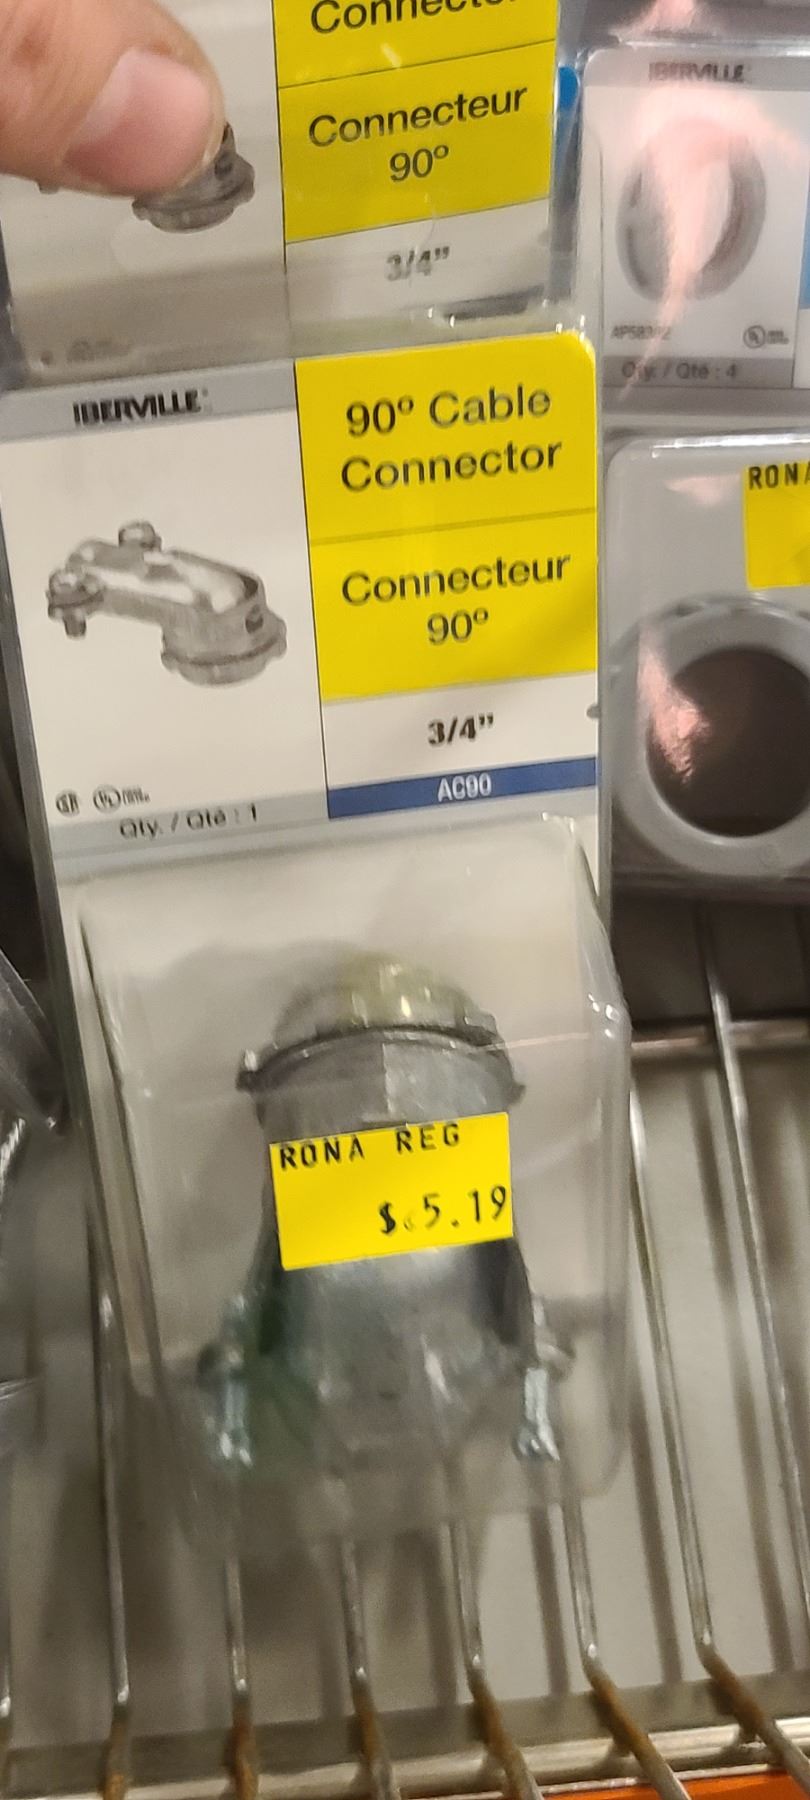 Connector
Connecteur
90°
3/4"
IBERVILLE
Qty. / Qté : 4
IBERVILLE
90° Cable
Connector
Connecteur
90°
3/4"
AC90
Qty. / Qté : 1
RONA
RONA REG
$ 5.19